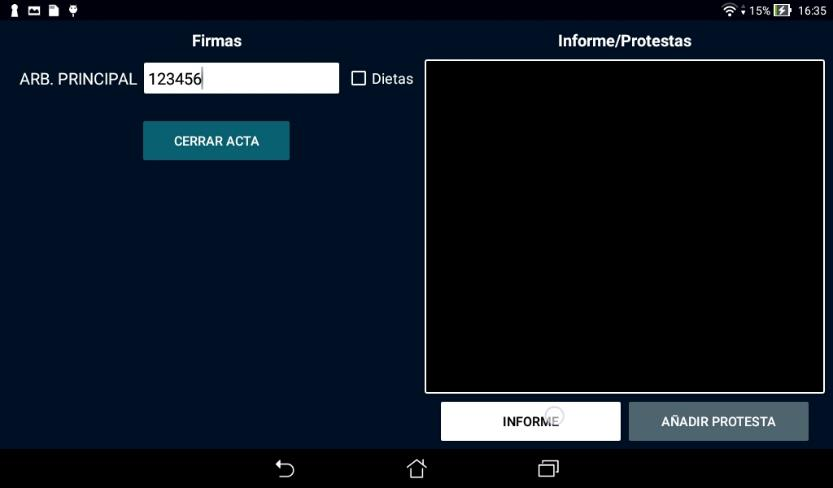 15% 16:35
Firmas
Informe/Protestas
ARB. PRINCIPAL 123456 Dietas
CERRAR ACTA
INFORME
AÑADIR PROTESTA